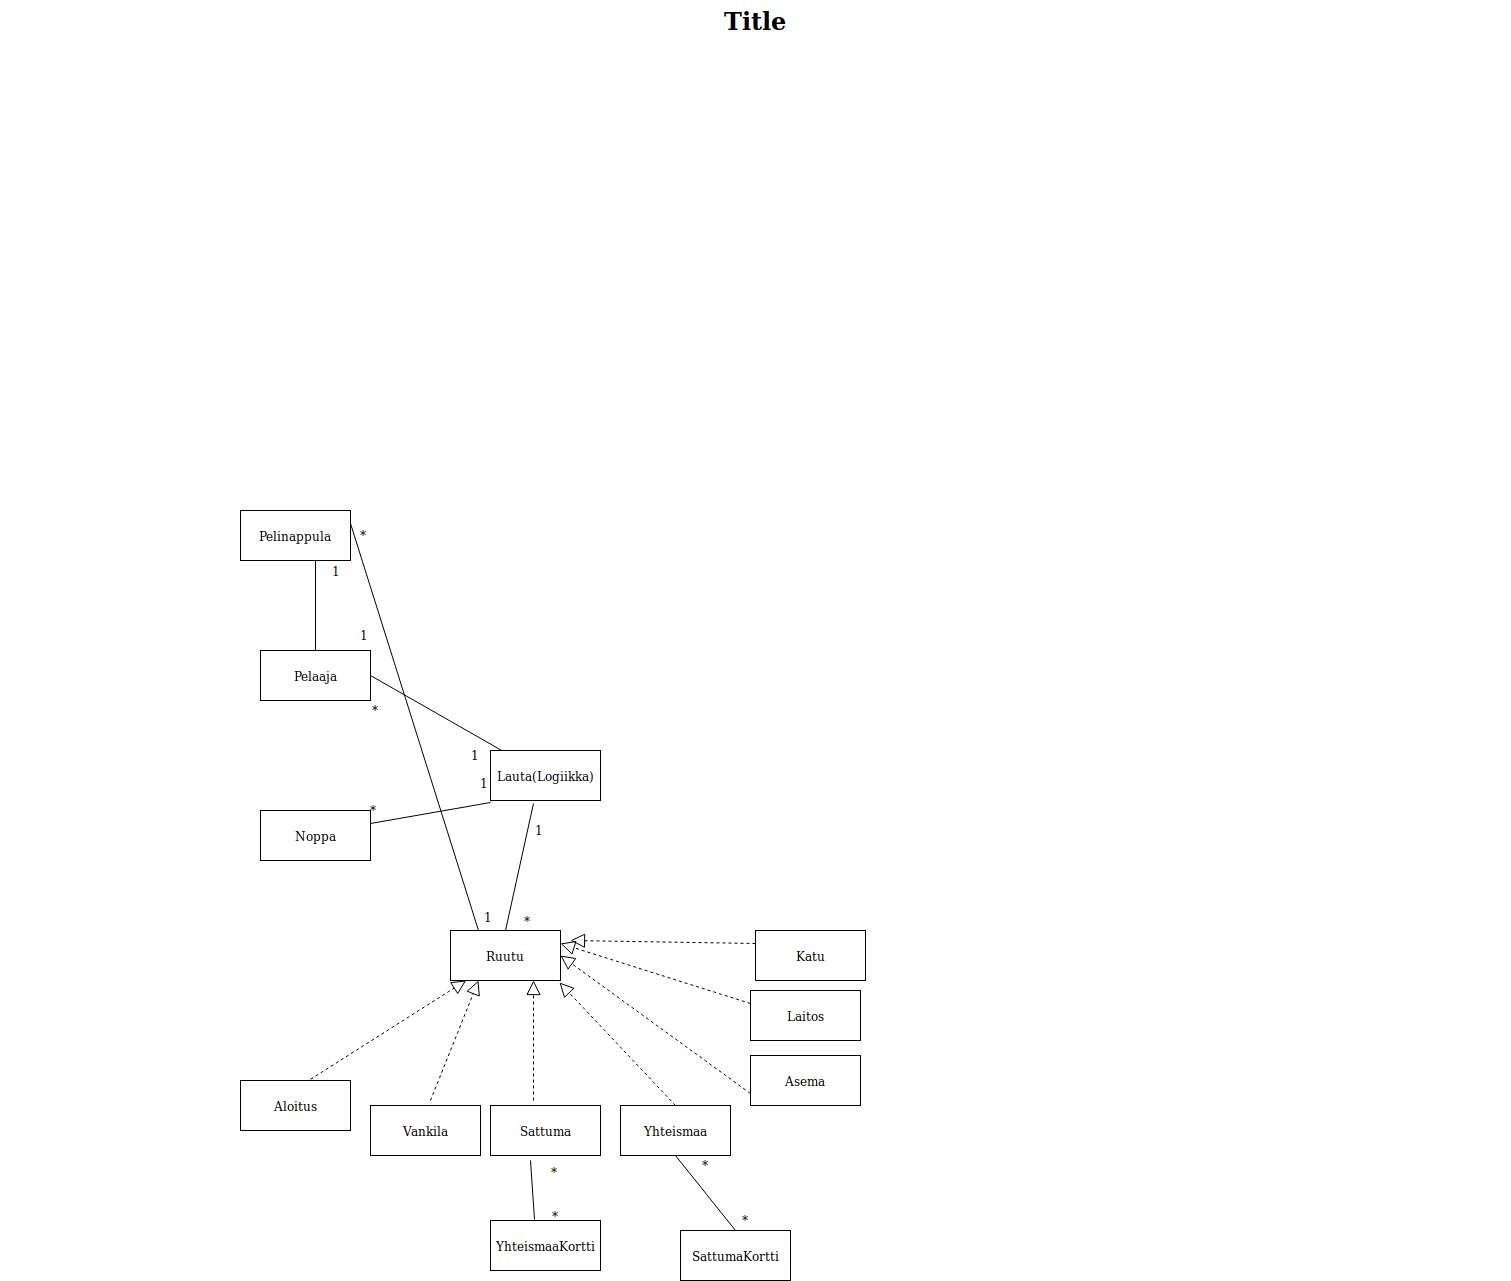 Title
Pelinappula
*
1
1
Pelaaja
*
1
Lauta(Logiikka)
1
*
Noppa
1
1
*
Ruutu
Katu
Laitos
Asema
Aloitus
Vankila
Sattuma
Yhteismaa
*
*
*
*
YhteismaaKortti
SattumaKortti